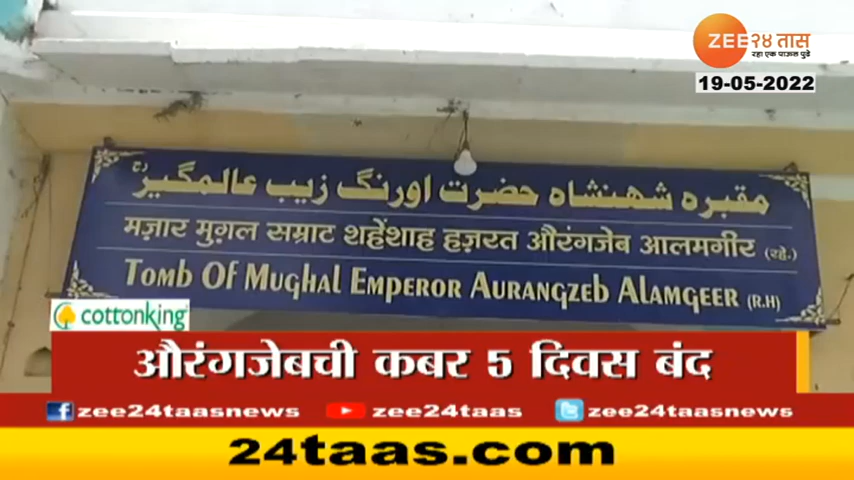 ZEE २४ तास
रहा एक पाऊल पुढे
19-05-2022
مقبرہ شہنشاہ حضرت اورنگ زیب عالمگیرؒ
मज़ार मुग़ल सम्राट शहेंशाह हज़रत औरंगजेब आलमगीर (रहे.)
Tomb Of Mughal Emperor Aurangzeb Alamgeer (R.H)
cottonking
औरंगजेबची कबर 5 दिवस बंद
zee24taasnews zee24taas zee24taasnews
24taas.com